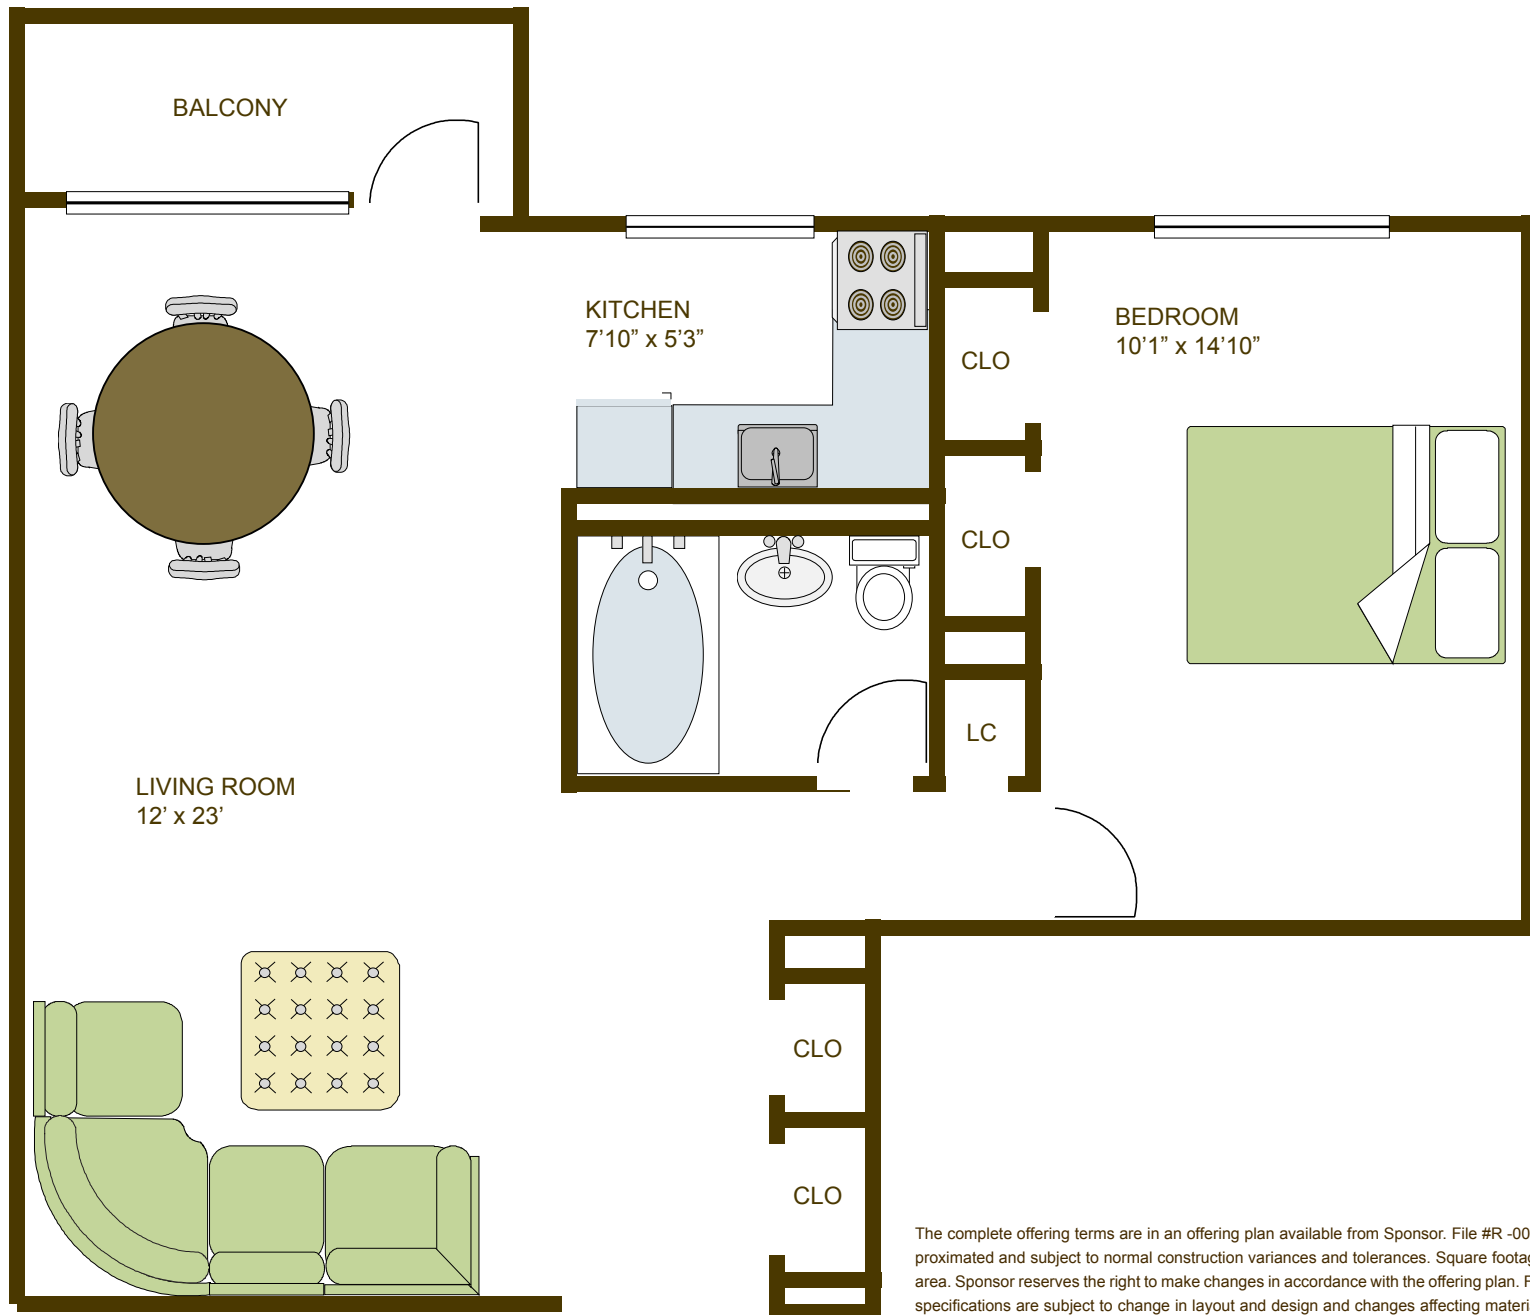 BALCONY
KITCHEN
7’10” x 5’3”
BEDROOM
10’1” x 14’10”
CLO
CLO
LC
LIVING ROOM
12’ x 23’
CLO
CLO
The complete offering terms are in an offering plan available from Sponsor. File #R -00
proximated and subject to normal construction variances and tolerances. Square footag
area. Sponsor reserves the right to make changes in accordance with the offering plan. F
specifications are subject to change in layout and design and changes affecting materi